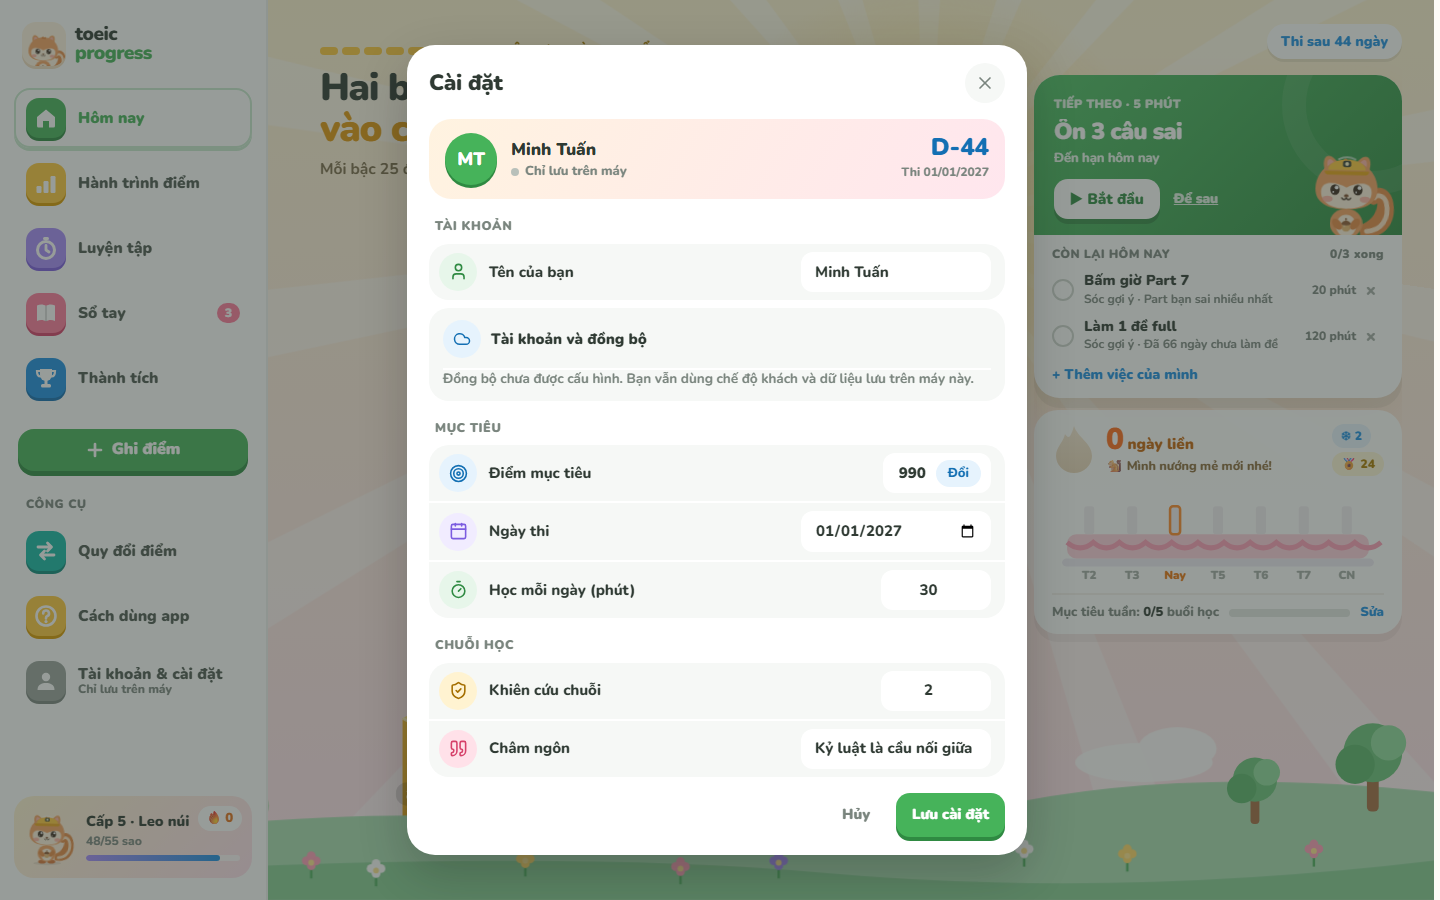 toeic
progress
Hôm nay
Hành trình điểm
Luyện tập
Sổ tay
3
Thành tích
Ghi điểm
CÔNG CỤ
Quy đổi điểm
Cách dùng app
Tài khoản & cài đặt
Chỉ lưu trên máy
Cấp 5 · Leo núi
0
48/55 sao
Hai b
vào c
Mỗi bậc 25 đ
Cài đặt
MT
Minh Tuấn
Chỉ lưu trên máy
D-44
Thi 01/01/2027
TÀI KHOẢN
Tên của bạn
Minh Tuấn
Tài khoản và đồng bộ
Đồng bộ chưa được cấu hình. Bạn vẫn dùng chế độ khách và dữ liệu lưu trên máy này.
MỤC TIÊU
Điểm mục tiêu
990
Đổi
Ngày thi
01/01/2027
Học mỗi ngày (phút)
30
CHUỖI HỌC
Khiên cứu chuỗi
2
Châm ngôn
Kỷ luật là cầu nối giữa
Hủy
Lưu cài đặt
Thi sau 44 ngày
TIẾP THEO · 5 PHÚT
Ôn 3 câu sai
Đến hạn hôm nay
Bắt đầu
Để sau
CÒN LẠI HÔM NAY
0/3 xong
Bấm giờ Part 7
Sóc gợi ý · Part bạn sai nhiều nhất
20 phút
Làm 1 đề full
Sóc gợi ý · Đã 66 ngày chưa làm đề
120 phút
+ Thêm việc của mình
0 ngày liền
Mình nướng mẻ mới nhé!
2
24
T2 T3 Nay T5 T6 T7 CN
Mục tiêu tuần: 0/5 buổi học
Sửa